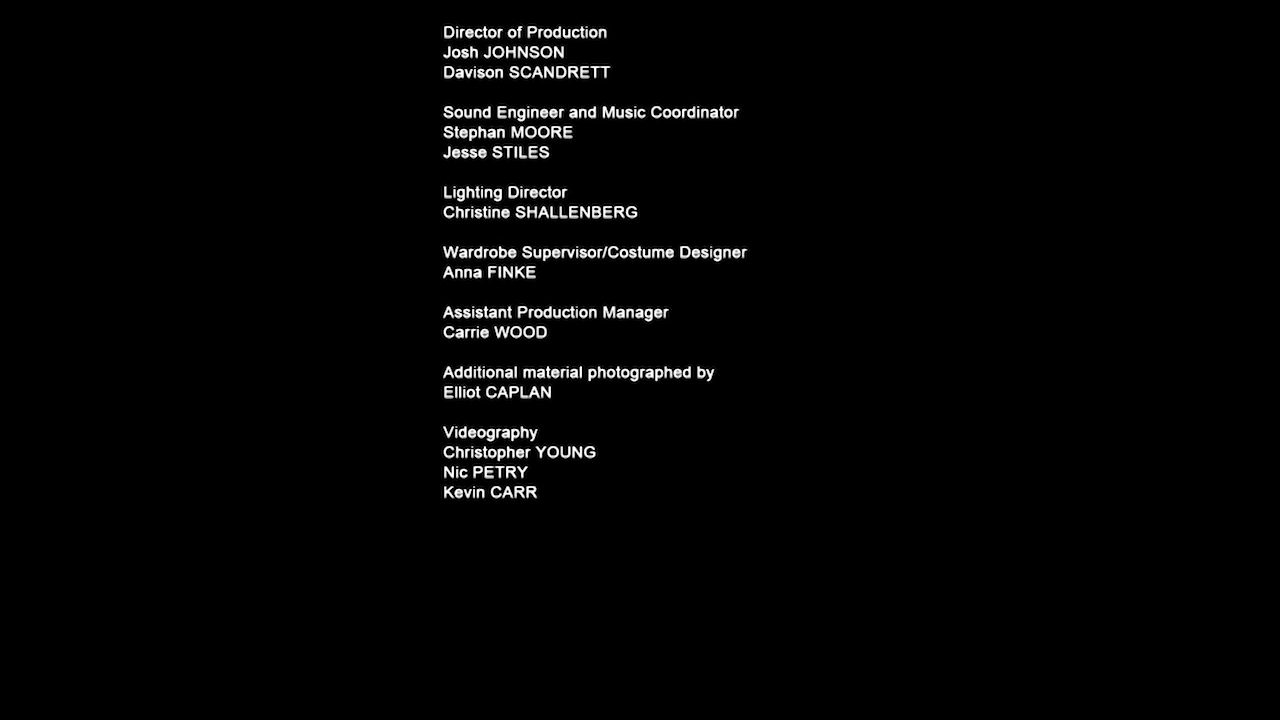 Director of Production
Josh JOHNSON
Davison SCANDRETT
Sound Engineer and Music Coordinator
Stephan MOORE
Jesse STILES
Lighting Director
Christine SHALLENBERG
Wardrobe Supervisor/Costume Designer
Anna FINKE
Assistant Production Manager
Carrie WOOD
Additional material photographed by
Elliot CAPLAN
Videography
Christopher YOUNG
Nic PETRY
Kevin CARR